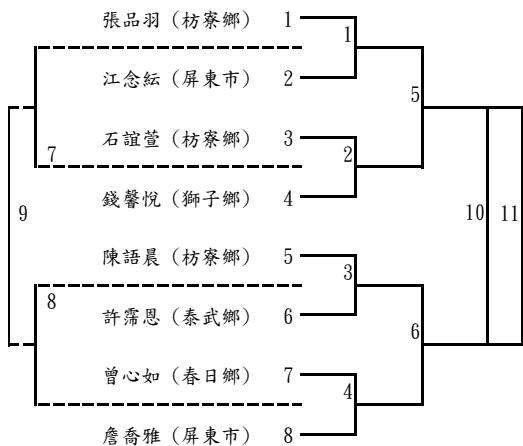 張品羽（枋寮鄉） 1
1
江念紜（屏東市） 2
5
石誼萱（枋寮鄉） 3
7
2
錢馨悅（獅子鄉） 4
9
10
11
陳語晨（枋寮鄉） 5
3
8
許霈恩（泰武鄉） 6
6
曾心如（春日鄉） 7
4
詹喬雅（屏東市） 8